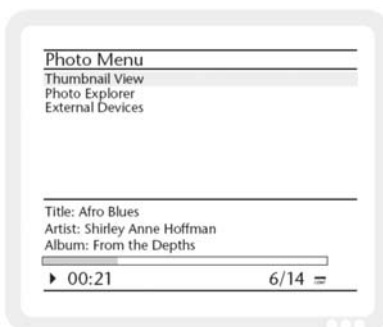 Photo Menu
Thumbnail View
Photo Explorer
External Devices
Title: Afro Blues
Artist: Shirley Anne Hoffman
Album: From the Depths
00:21 6/14